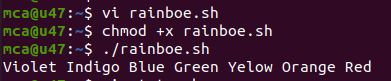 mca@u47:~$ vi rainboe.sh
mca@u47:~$ chmod +x rainboe.sh
mca@u47:~$ ./rainboe.sh
Violet Indigo Blue Green Yelow Orange Red